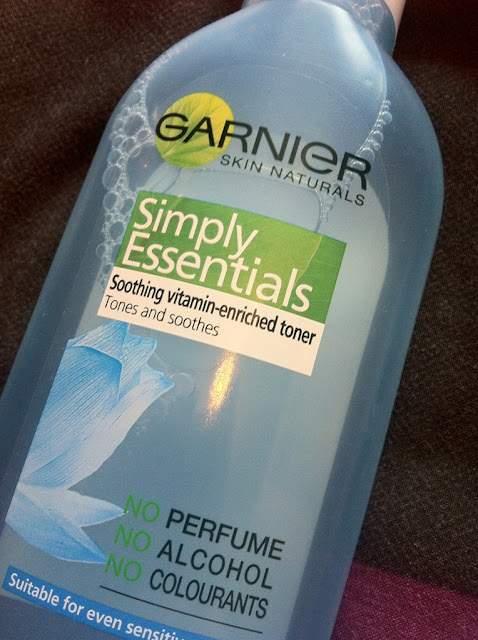 GARNIER
SKIN NATURALS
Simply
Essentials
Soothing vitamin-enriched toner
Tones and soothes
NO PERFUME
NO ALCOHOL
NO COLOURANTS
Suitable for even